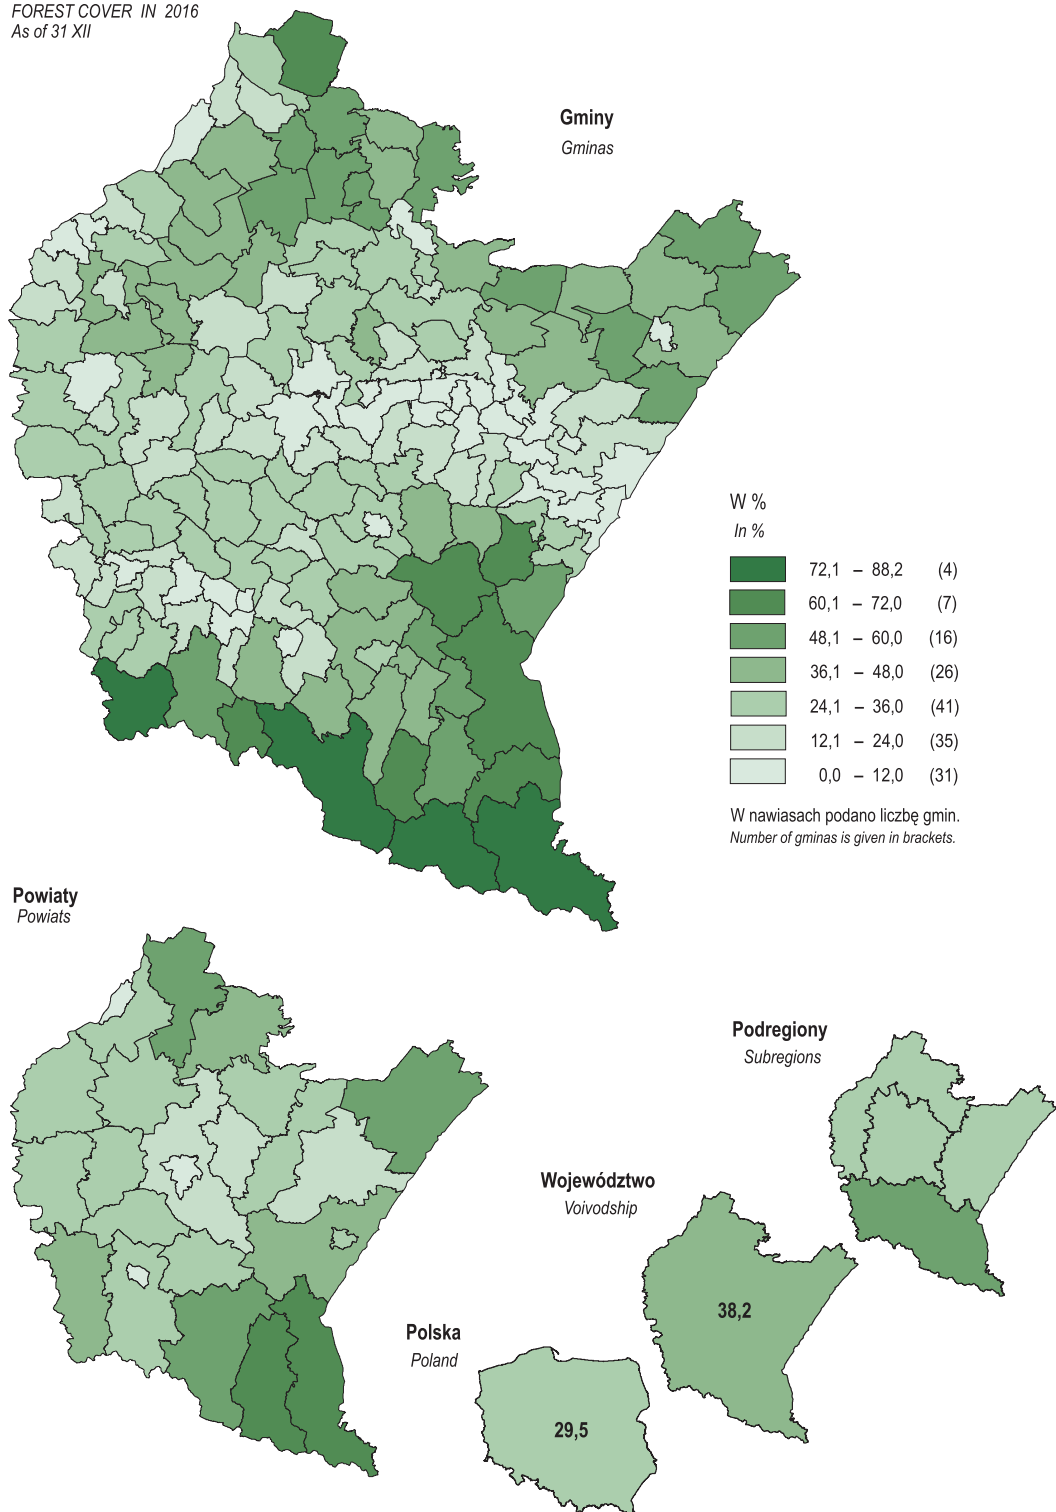 FOREST COVER IN 2016
As of 31 XII
Gminy
Gminas
W %
In %
72,1 – 88,2 (4)
60,1 – 72,0 (7)
48,1 – 60,0 (16)
36,1 – 48,0 (26)
24,1 – 36,0 (41)
12,1 – 24,0 (35)
0,0 – 12,0 (31)
W nawiasach podano liczbę gmin.
Number of gminas is given in brackets.
Powiaty
Powiats
Podregiony
Subregions
Województwo
Voivodship
38,2
Polska
Poland
29,5